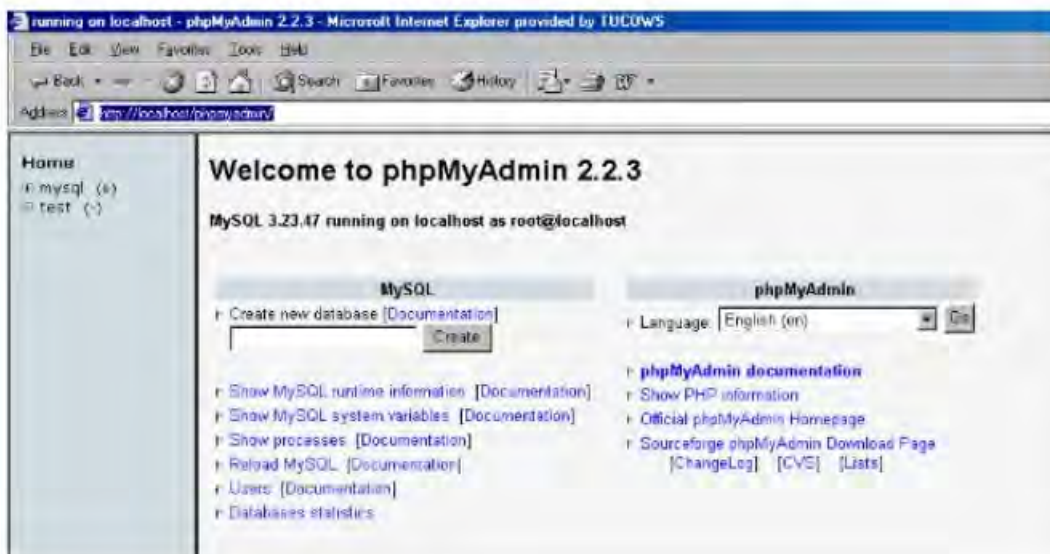 running on localhost - phpMyAdmin 2.2.3 - Microsoft Internet Explorer provided by TUCOWS
File Edit View Favorites Tools Help
Back Search Favorites History
Address http://localhost/phpmyadmin/
Home
mysql (6)
test (-)
Welcome to phpMyAdmin 2.2.3
MySQL 3.23.47 running on localhost as root@localhost
MySQL
Create new database [Documentation]
Create
Show MySQL runtime information [Documentation]
Show MySQL system variables [Documentation]
Show processes [Documentation]
Reload MySQL [Documentation]
Users [Documentation]
Databases statistics
phpMyAdmin
Language: English (en) Go
phpMyAdmin documentation
Show PHP information
Official phpMyAdmin Homepage
Sourceforge phpMyAdmin Download Page
[ChangeLog] [CVS] [Lists]